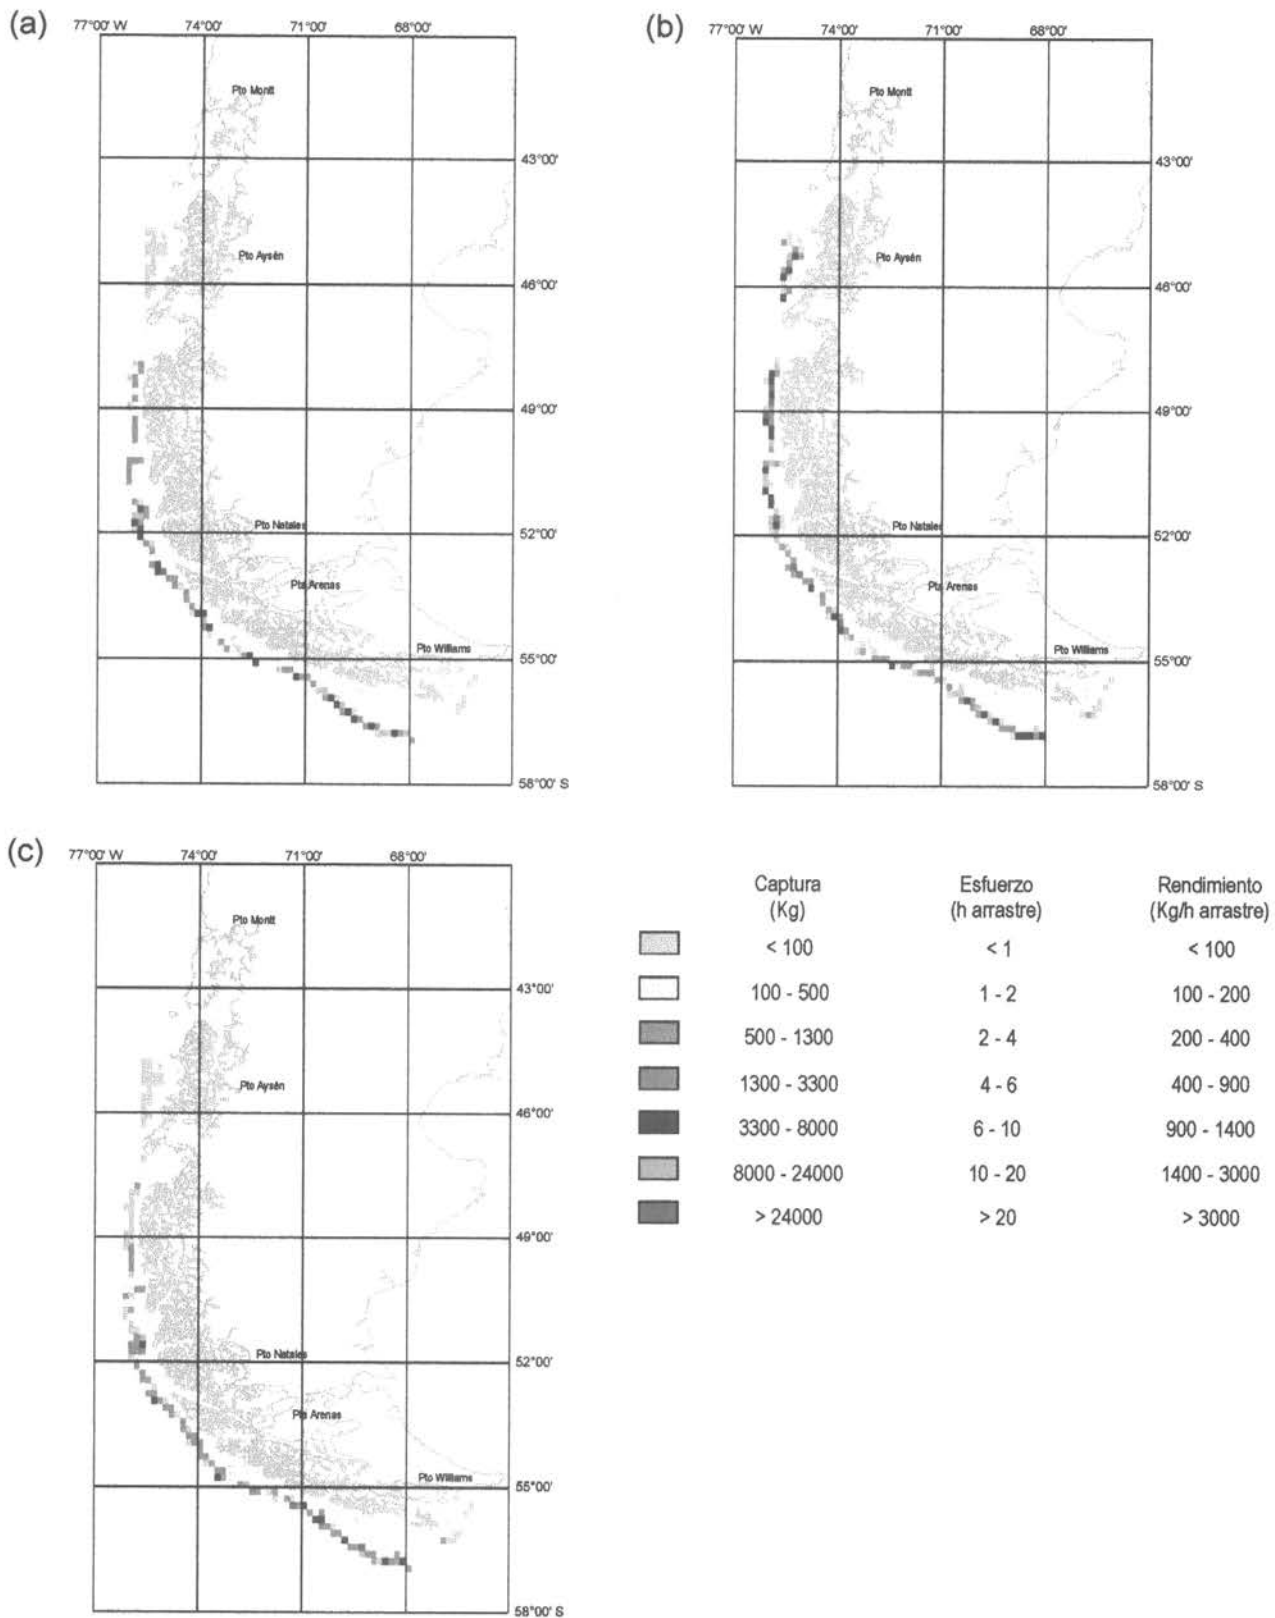 (a)
77°00' W 74°00' 71°00' 68°00'
Pto Montt
43°00'
Pto Aysén
46°00'
49°00'
Pto Natales
52°00'
Pta Arenas
Pto Williams
55°00'
58°00' S
(b)
77°00' W 74°00' 71°00' 68°00'
Pto Montt
43°00'
Pto Aysén
46°00'
49°00'
Pto Natales
52°00'
Pta Arenas
Pto Williams
55°00'
58°00' S
(c)
77°00' W 74°00' 71°00' 68°00'
Pto Montt
43°00'
Pto Aysén
46°00'
49°00'
Pto Natales
52°00'
Pta Arenas
Pto Williams
55°00'
58°00' S
Captura Esfuerzo Rendimiento
(Kg) (h arrastre) (Kg/h arrastre)
< 100 < 1 < 100
100 - 500 1 - 2 100 - 200
500 - 1300 2 - 4 200 - 400
1300 - 3300 4 - 6 400 - 900
3300 - 8000 6 - 10 900 - 1400
8000 - 24000 10 - 20 1400 - 3000
> 24000 > 20 > 3000